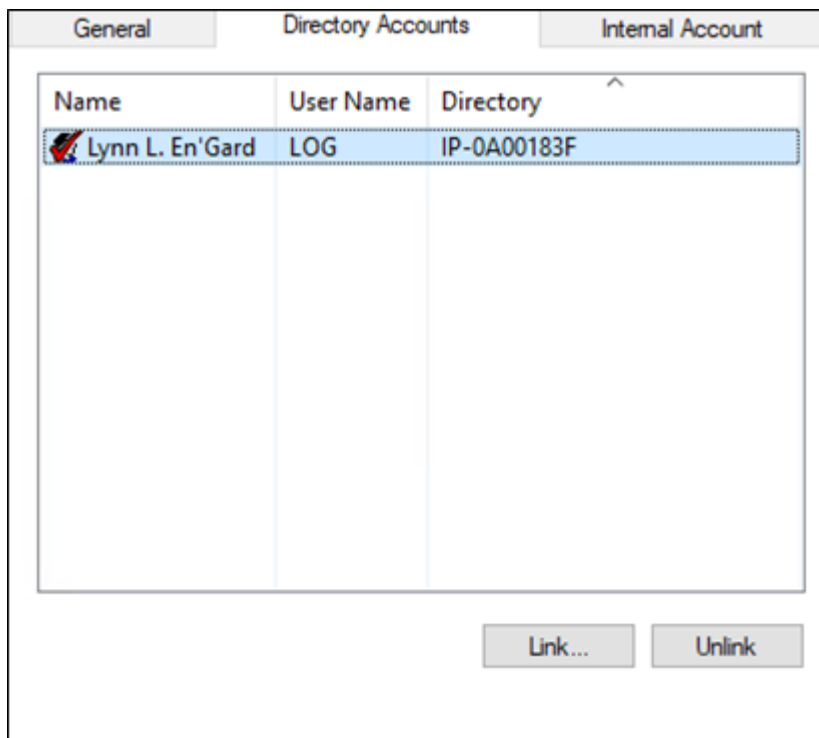 General Directory Accounts Internal Account
Name User Name Directory
Lynn L. En'Gard LOG IP-0A00183F
Link... Unlink